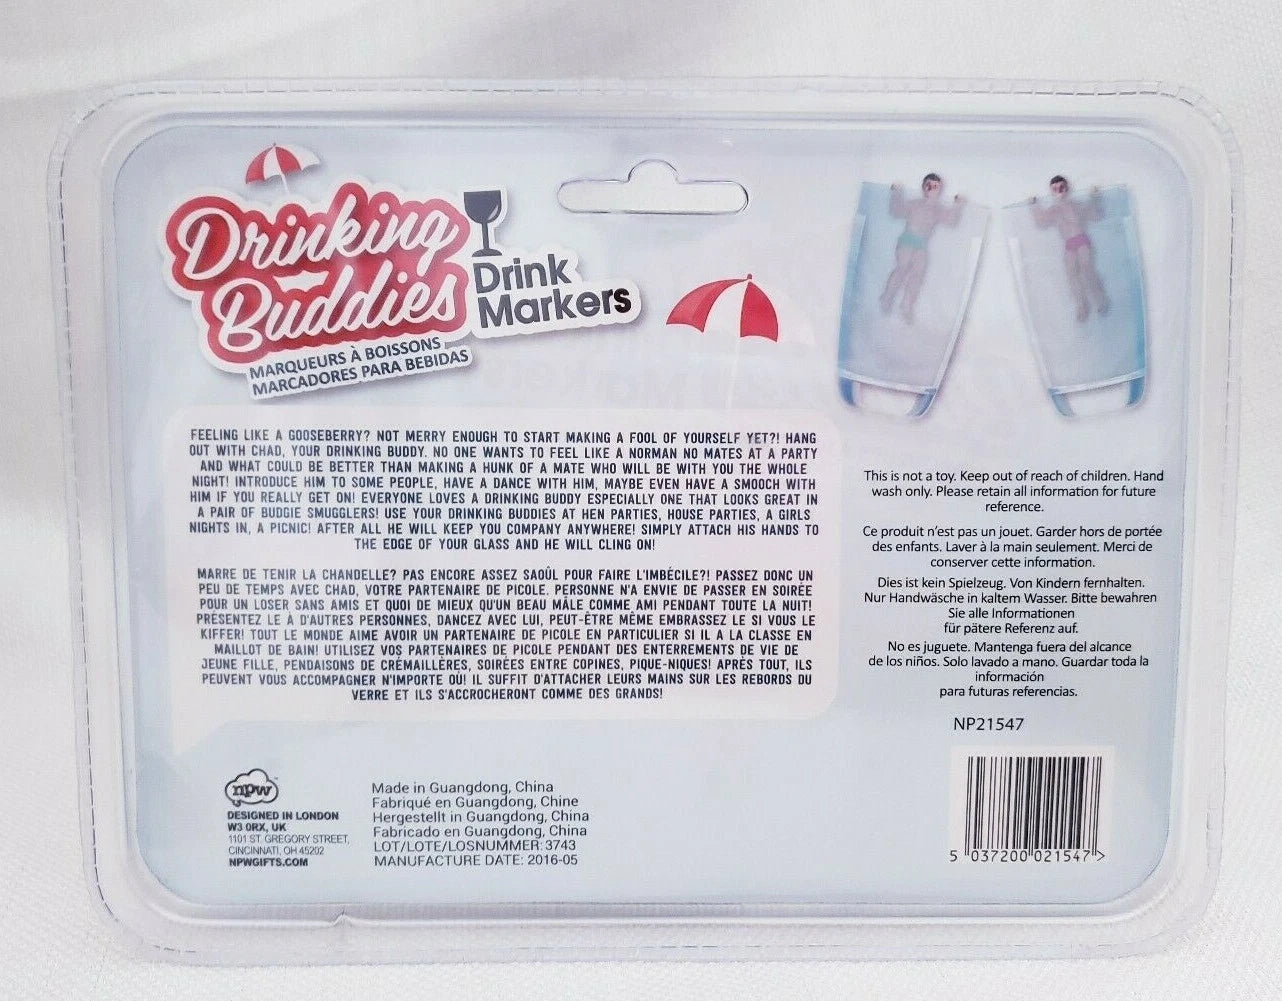 Drinking
Buddies
Drink
Markers
MARQUEURS À BOISSONS
MARCADORES PARA BEBIDAS
FEELING LIKE A GOOSEBERRY? NOT MERRY ENOUGH TO START MAKING A FOOL OF YOURSELF YET?! HANG
OUT WITH CHAD, YOUR DRINKING BUDDY. NO ONE WANTS TO FEEL LIKE A NORMAN NO MATES AT A PARTY
AND WHAT COULD BE BETTER THAN MAKING A HUNK OF A MATE WHO WILL BE WITH YOU THE WHOLE
NIGHT! INTRODUCE HIM TO SOME PEOPLE, HAVE A DANCE WITH HIM, MAYBE EVEN HAVE A SMOOCH WITH
HIM IF YOU REALLY GET ON! EVERYONE LOVES A DRINKING BUDDY ESPECIALLY ONE THAT LOOKS GREAT IN
A PAIR OF BUDGIE SMUGGLERS! USE YOUR DRINKING BUDDIES AT HEN PARTIES, HOUSE PARTIES, A GIRLS
NIGHTS IN, A PICNIC! AFTER ALL HE WILL KEEP YOU COMPANY ANYWHERE! SIMPLY ATTACH HIS HANDS TO
THE EDGE OF YOUR GLASS AND HE WILL CLING ON!
MARRE DE TENIR LA CHANDELLE? PAS ENCORE ASSEZ SAOÛL POUR FAIRE L'IMBÉCILE?! PASSEZ DONC UN
PEU DE TEMPS AVEC CHAD, VOTRE PARTENAIRE DE PICOLE. PERSONNE N'A ENVIE DE PASSER EN SOIRÉE
POUR UN LOSER SANS AMIS ET QUOI DE MIEUX QU'UN BEAU MÂLE COMME AMI PENDANT TOUTE LA NUIT!
PRÉSENTEZ LE À D'AUTRES PERSONNES, DANCEZ AVEC LUI, PEUT-ÊTRE MÊME EMBRASSEZ LE SI VOUS LE
KIFFER! TOUT LE MONDE AIME AVOIR UN PARTENAIRE DE PICOLE EN PARTICULIER SI IL A LA CLASSE EN
MAILLOT DE BAIN! UTILISEZ VOS PARTENAIRES DE PICOLE PENDANT DES ENTERREMENTS DE VIE DE
JEUNE FILLE, PENDAISONS DE CRÉMAILLÈRES, SOIRÉES ENTRE COPINES, PIQUE-NIQUES! APRÈS TOUT, ILS
PEUVENT VOUS ACCOMPAGNER N'IMPORTE OÙ! IL SUFFIT D'ATTACHER LEURS MAINS SUR LES REBORDS DU
VERRE ET ILS S'ACCROCHERONT COMME DES GRANDS!
This is not a toy. Keep out of reach of children. Hand
wash only. Please retain all information for future
reference.
Ce produit n'est pas un jouet. Garder hors de portée
des enfants. Laver à la main seulement. Merci de
conserver cette information.
Dies ist kein Spielzeug. Von Kindern fernhalten.
Nur Handwäsche in kaltem Wasser. Bitte bewahren
Sie alle Informationen
für pätere Referenz auf.
No es juguete. Mantenga fuera del alcance
de los niños. Solo lavado a mano. Guardar toda la
información
para futuras referencias.
NP21547
5 037200 021547 >
npw
DESIGNED IN LONDON
W3 0RX, UK
1101 ST. GREGORY STREET,
CINCINNATI, OH 45202
NPWGIFTS.COM
Made in Guangdong, China
Fabriqué en Guangdong, Chine
Hergestellt in Guangdong, China
Fabricado en Guangdong, China
LOT/LOTE/LOSNUMMER: 3743
MANUFACTURE DATE: 2016-05